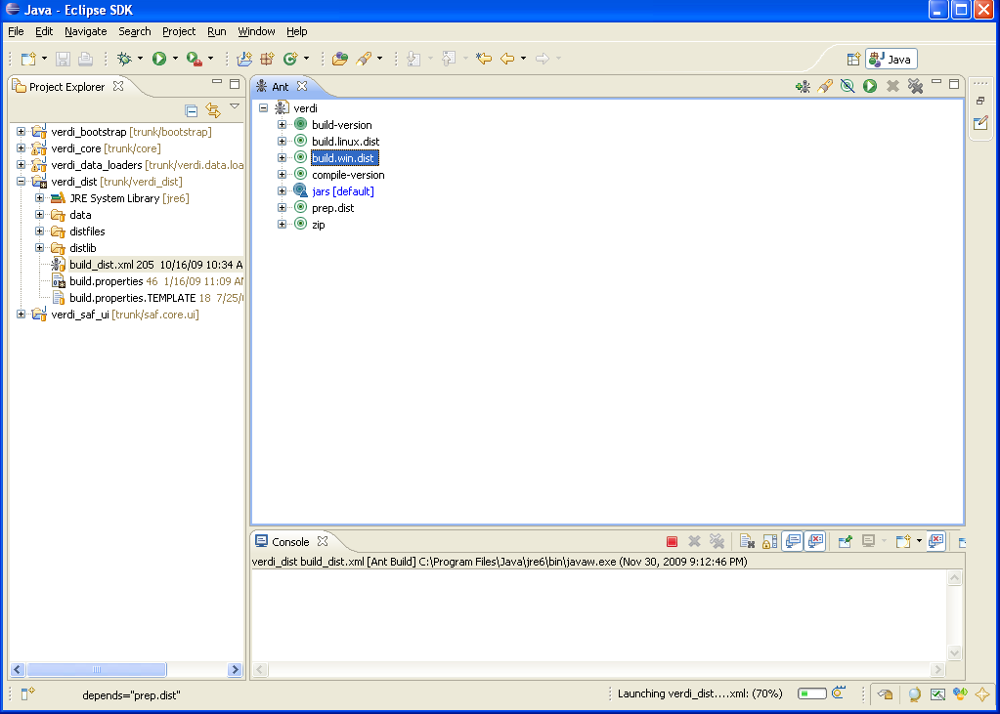 Java - Eclipse SDK
File Edit Navigate Search Project Run Window Help
Java
Project Explorer
verdi_bootstrap [trunk/bootstrap]
verdi_core [trunk/core]
verdi_data_loaders [trunk/verdi.data.loa
verdi_dist [trunk/verdi_dist]
JRE System Library [jre6]
data
distfiles
distlib
build_dist.xml 205 10/16/09 10:34 A
build.properties 46 1/16/09 11:09 AM
build.properties.TEMPLATE 18 7/25/
verdi_saf_ui [trunk/saf.core.ui]
Ant
verdi
build-version
build.linux.dist
build.win.dist
compile-version
jars [default]
prep.dist
zip
Console
verdi_dist build_dist.xml [Ant Build] C:\Program Files\Java\jre6\bin\javaw.exe (Nov 30, 2009 9:12:46 PM)
depends="prep.dist"
Launching verdi_dist....xml: (70%)